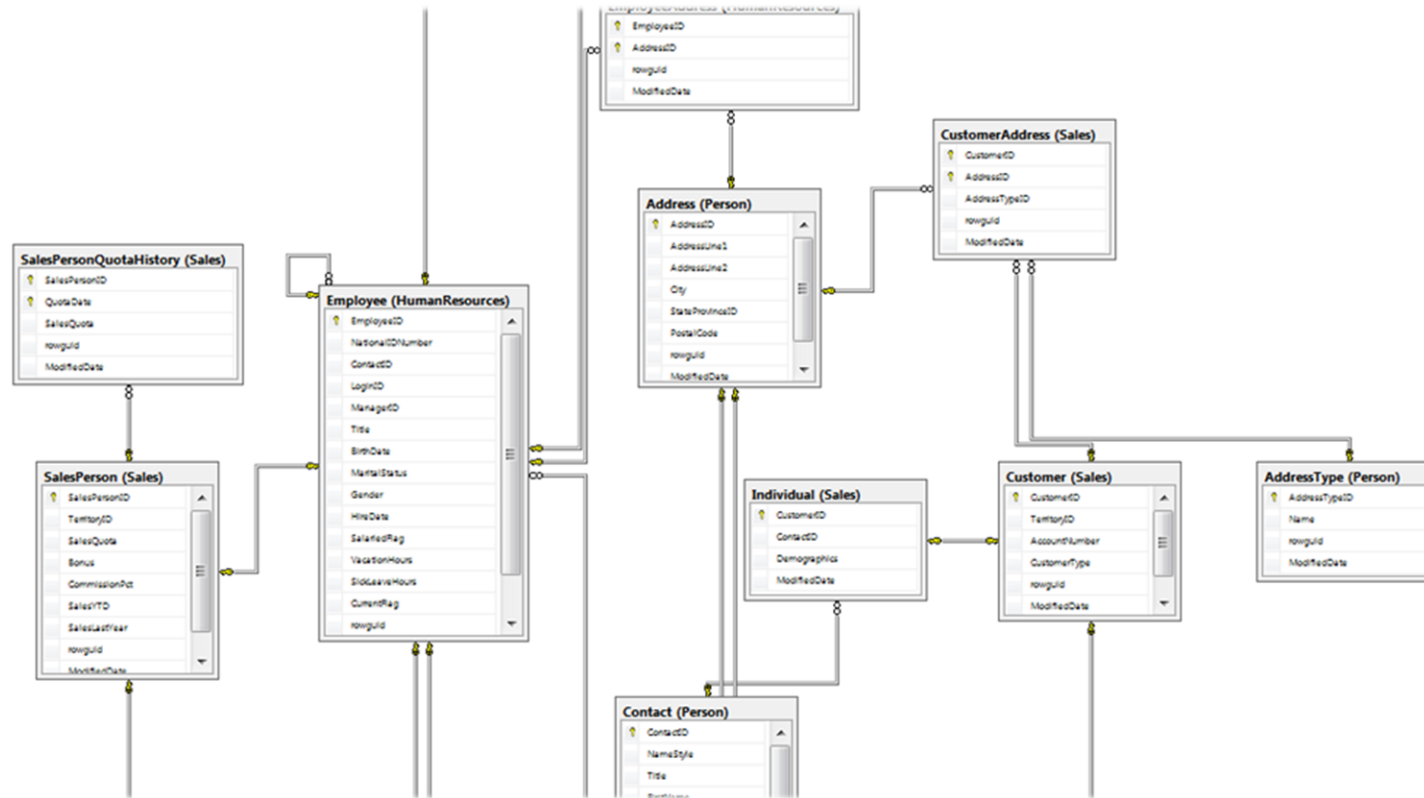 EmployeeAddress (HumanResources)
EmployeeID
AddressID
rowguid
ModifiedDate
CustomerAddress (Sales)
CustomerID
AddressID
AddressTypeID
rowguid
ModifiedDate
Address (Person)
AddressID
AddressLine1
AddressLine2
City
StateProvinceID
PostalCode
rowguid
ModifiedDate
SalesPersonQuotaHistory (Sales)
SalesPersonID
QuotaDate
SalesQuota
rowguid
ModifiedDate
Employee (HumanResources)
EmployeeID
NationalIDNumber
ContactID
LoginID
ManagerID
Title
BirthDate
MaritalStatus
Gender
HireDate
SalariedFlag
VacationHours
SickLeaveHours
CurrentFlag
rowguid
SalesPerson (Sales)
SalesPersonID
TerritoryID
SalesQuota
Bonus
CommissionPct
SalesYTD
SalesLastYear
rowguid
ModifiedDate
Individual (Sales)
CustomerID
ContactID
Demographics
ModifiedDate
Customer (Sales)
CustomerID
TerritoryID
AccountNumber
CustomerType
rowguid
ModifiedDate
AddressType (Person)
AddressTypeID
Name
rowguid
ModifiedDate
Contact (Person)
ContactID
NameStyle
Title
FirstName